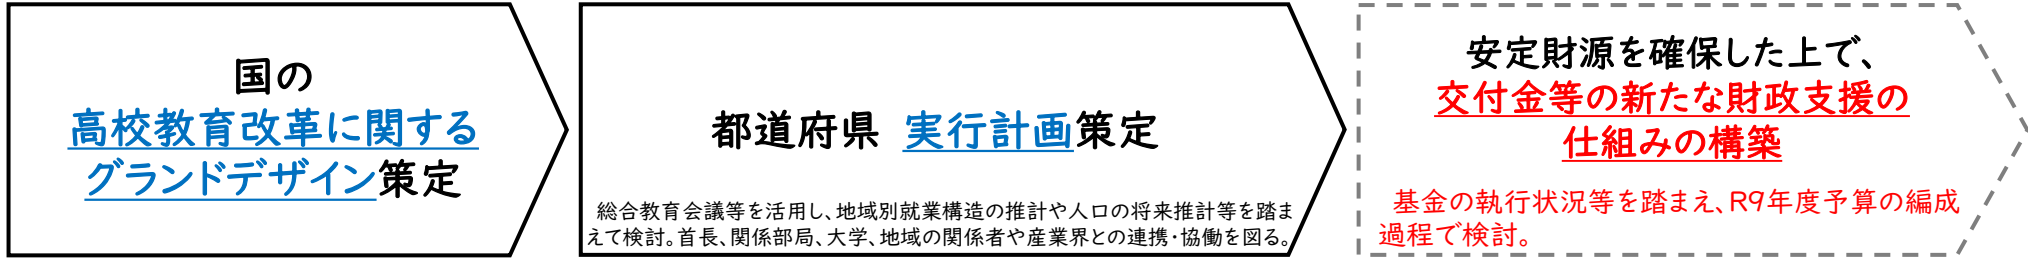 国の
高校教育改革に関する
グランドデザイン策定
都道府県 実行計画策定
総合教育会議等を活用し、地域別就業構造の推計や人口の将来推計等を踏ま
えて検討。首長、関係部局、大学、地域の関係者や産業界との連携・協働を図る。
安定財源を確保した上で、
交付金等の新たな財政支援の
仕組みの構築
基金の執行状況等を踏まえ、R9年度予算の編成
過程で検討。